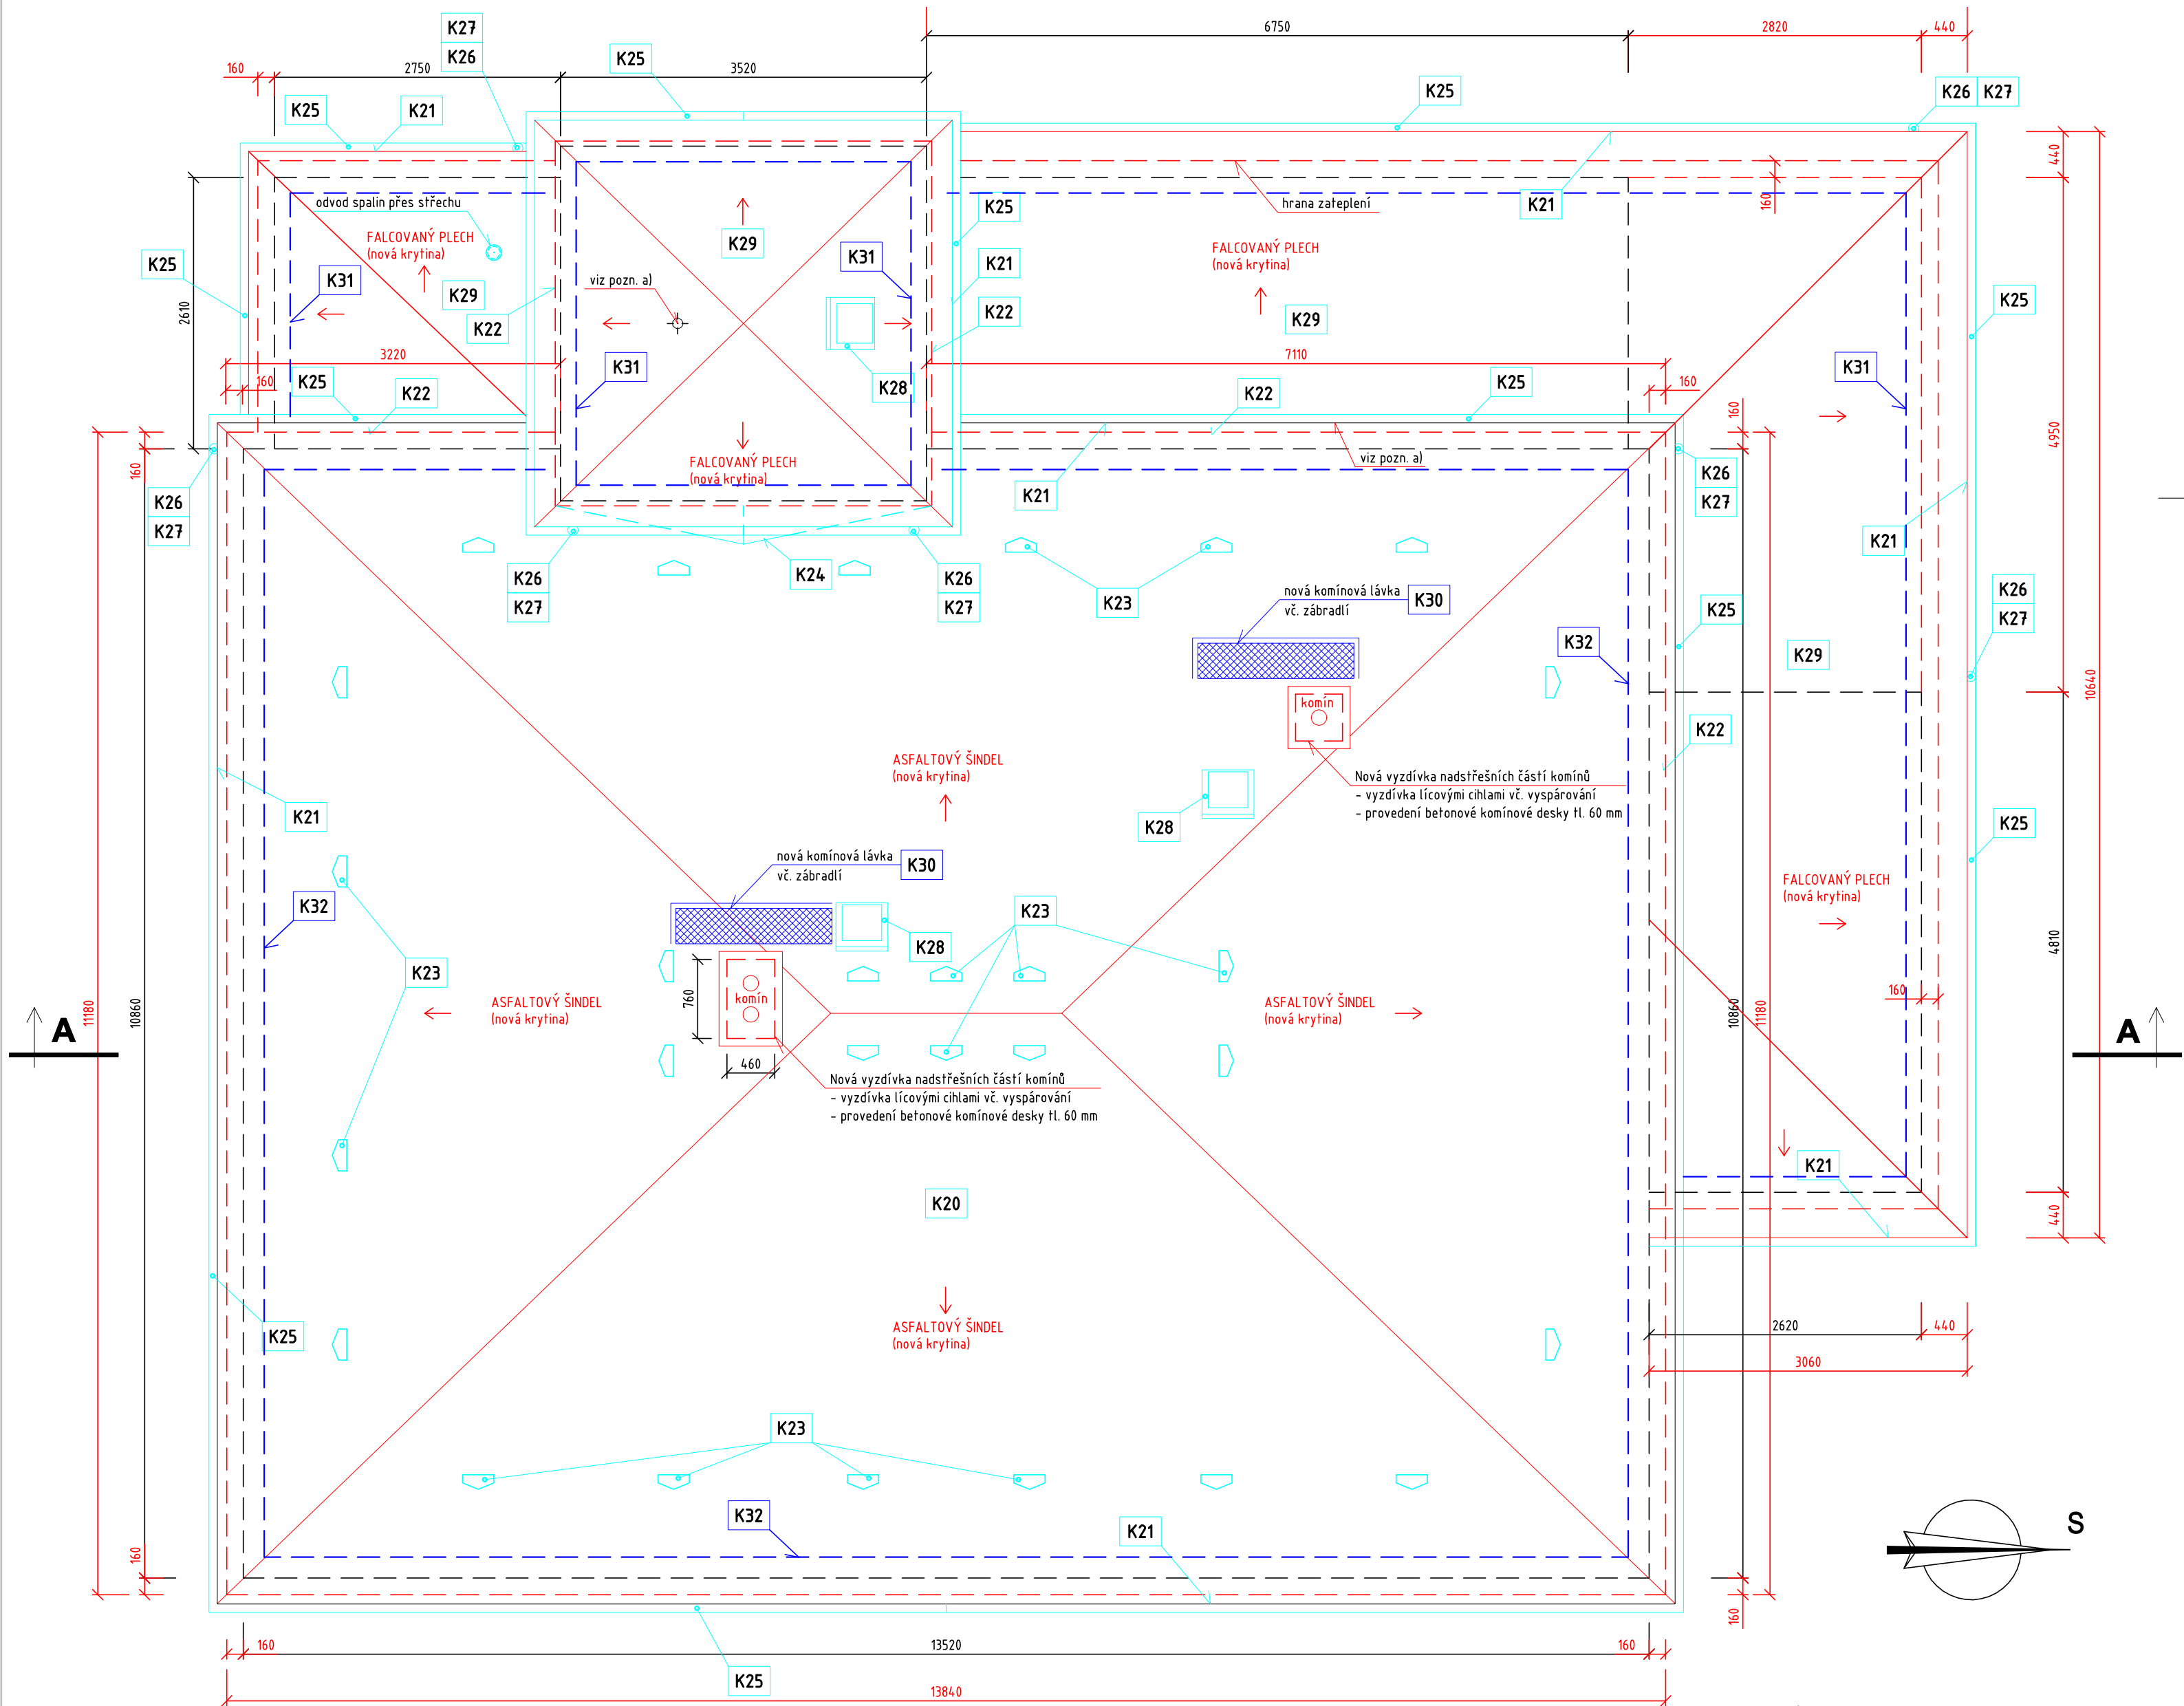 6750
2820
440
K27
K26
K25
160
2750
3520
K25
K21
K25
K26 K27
440
160
odvod spalin přes střechu
FALCOVANÝ PLECH
(nová krytina)
K25
K31
K29
K22
2610
K29
K31
viz pozn. a)
K31
K28
K25
K21
K22
hrana zateplení
K21
FALCOVANÝ PLECH
(nová krytina)
K29
K25
K31
3220
160
K25
K22
7110
160
K22
K25
160
4950
FALCOVANÝ PLECH
(nová krytina)
viz pozn. a)
K21
160
K26
K27
K26
K27
K21
K26
K27
K24
K26
K27
K23
nová komínová lávka
vč. zábradlí
K30
K32
K25
K26
K27
K29
10640
K22
komín
ASFALTOVÝ ŠINDEL
(nová krytina)
Nová vyzdívka nadstřešních částí komínů
- vyzdívka lícovými cihlami vč. vyspárování
- provedení betonové komínové desky tl. 60 mm
K28
K21
K25
nová komínová lávka
vč. zábradlí
K30
K32
K23
K28
FALCOVANÝ PLECH
(nová krytina)
4810
K23
160
760
komín
ASFALTOVÝ ŠINDEL
(nová krytina)
ASFALTOVÝ ŠINDEL
(nová krytina)
11180
10860
10860
11180
A
A
460
Nová vyzdívka nadstřešních částí komínů
- vyzdívka lícovými cihlami vč. vyspárování
- provedení betonové komínové desky tl. 60 mm
K21
K20
440
ASFALTOVÝ ŠINDEL
(nová krytina)
K25
2620
440
3060
K23
K32
K21
S
160
160
160
13520
160
K25
13840